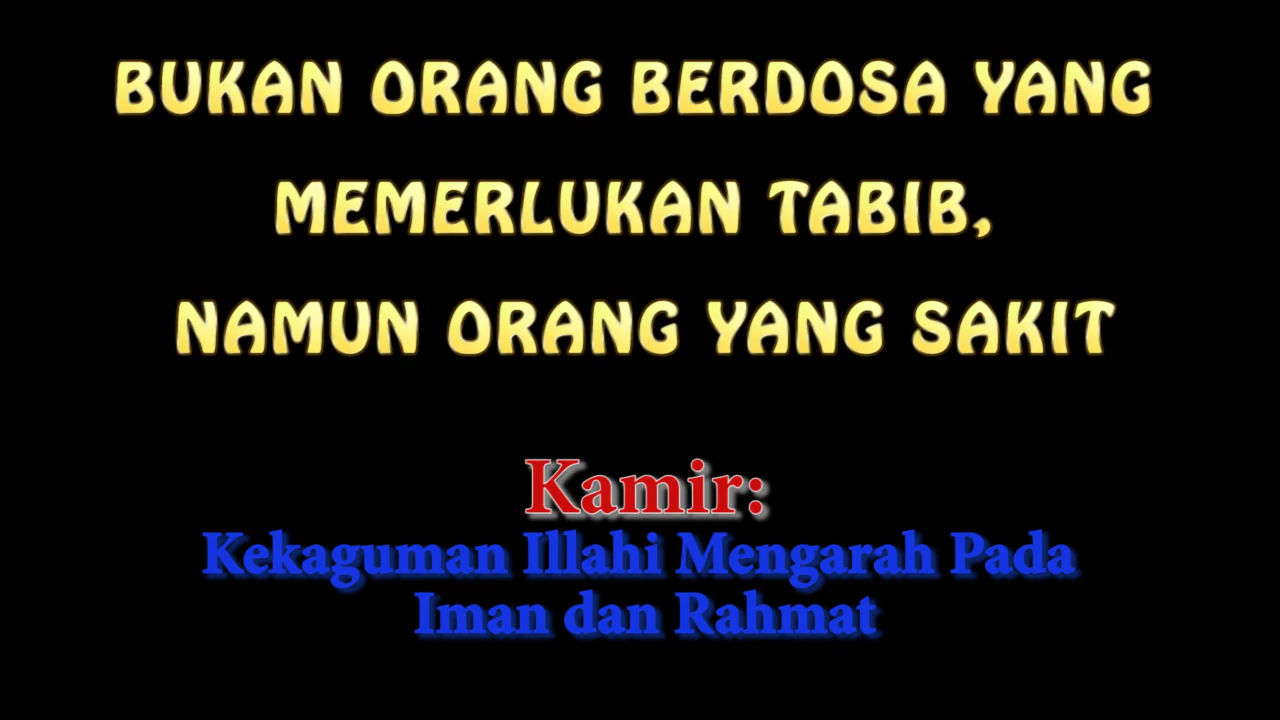 BUKAN ORANG BERDOSA YANG
MEMERLUKAN TABIB,
NAMUN ORANG YANG SAKIT
Kamir:
Kekaguman Illahi Mengarah Pada
Iman dan Rahmat